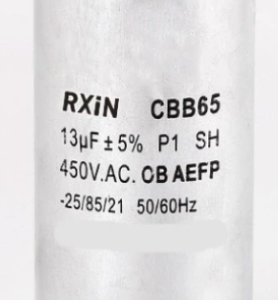 RXiN CBB65
13µF±5% P1 SH
450V.AC. CB AEFP
-25/85/21 50/60Hz